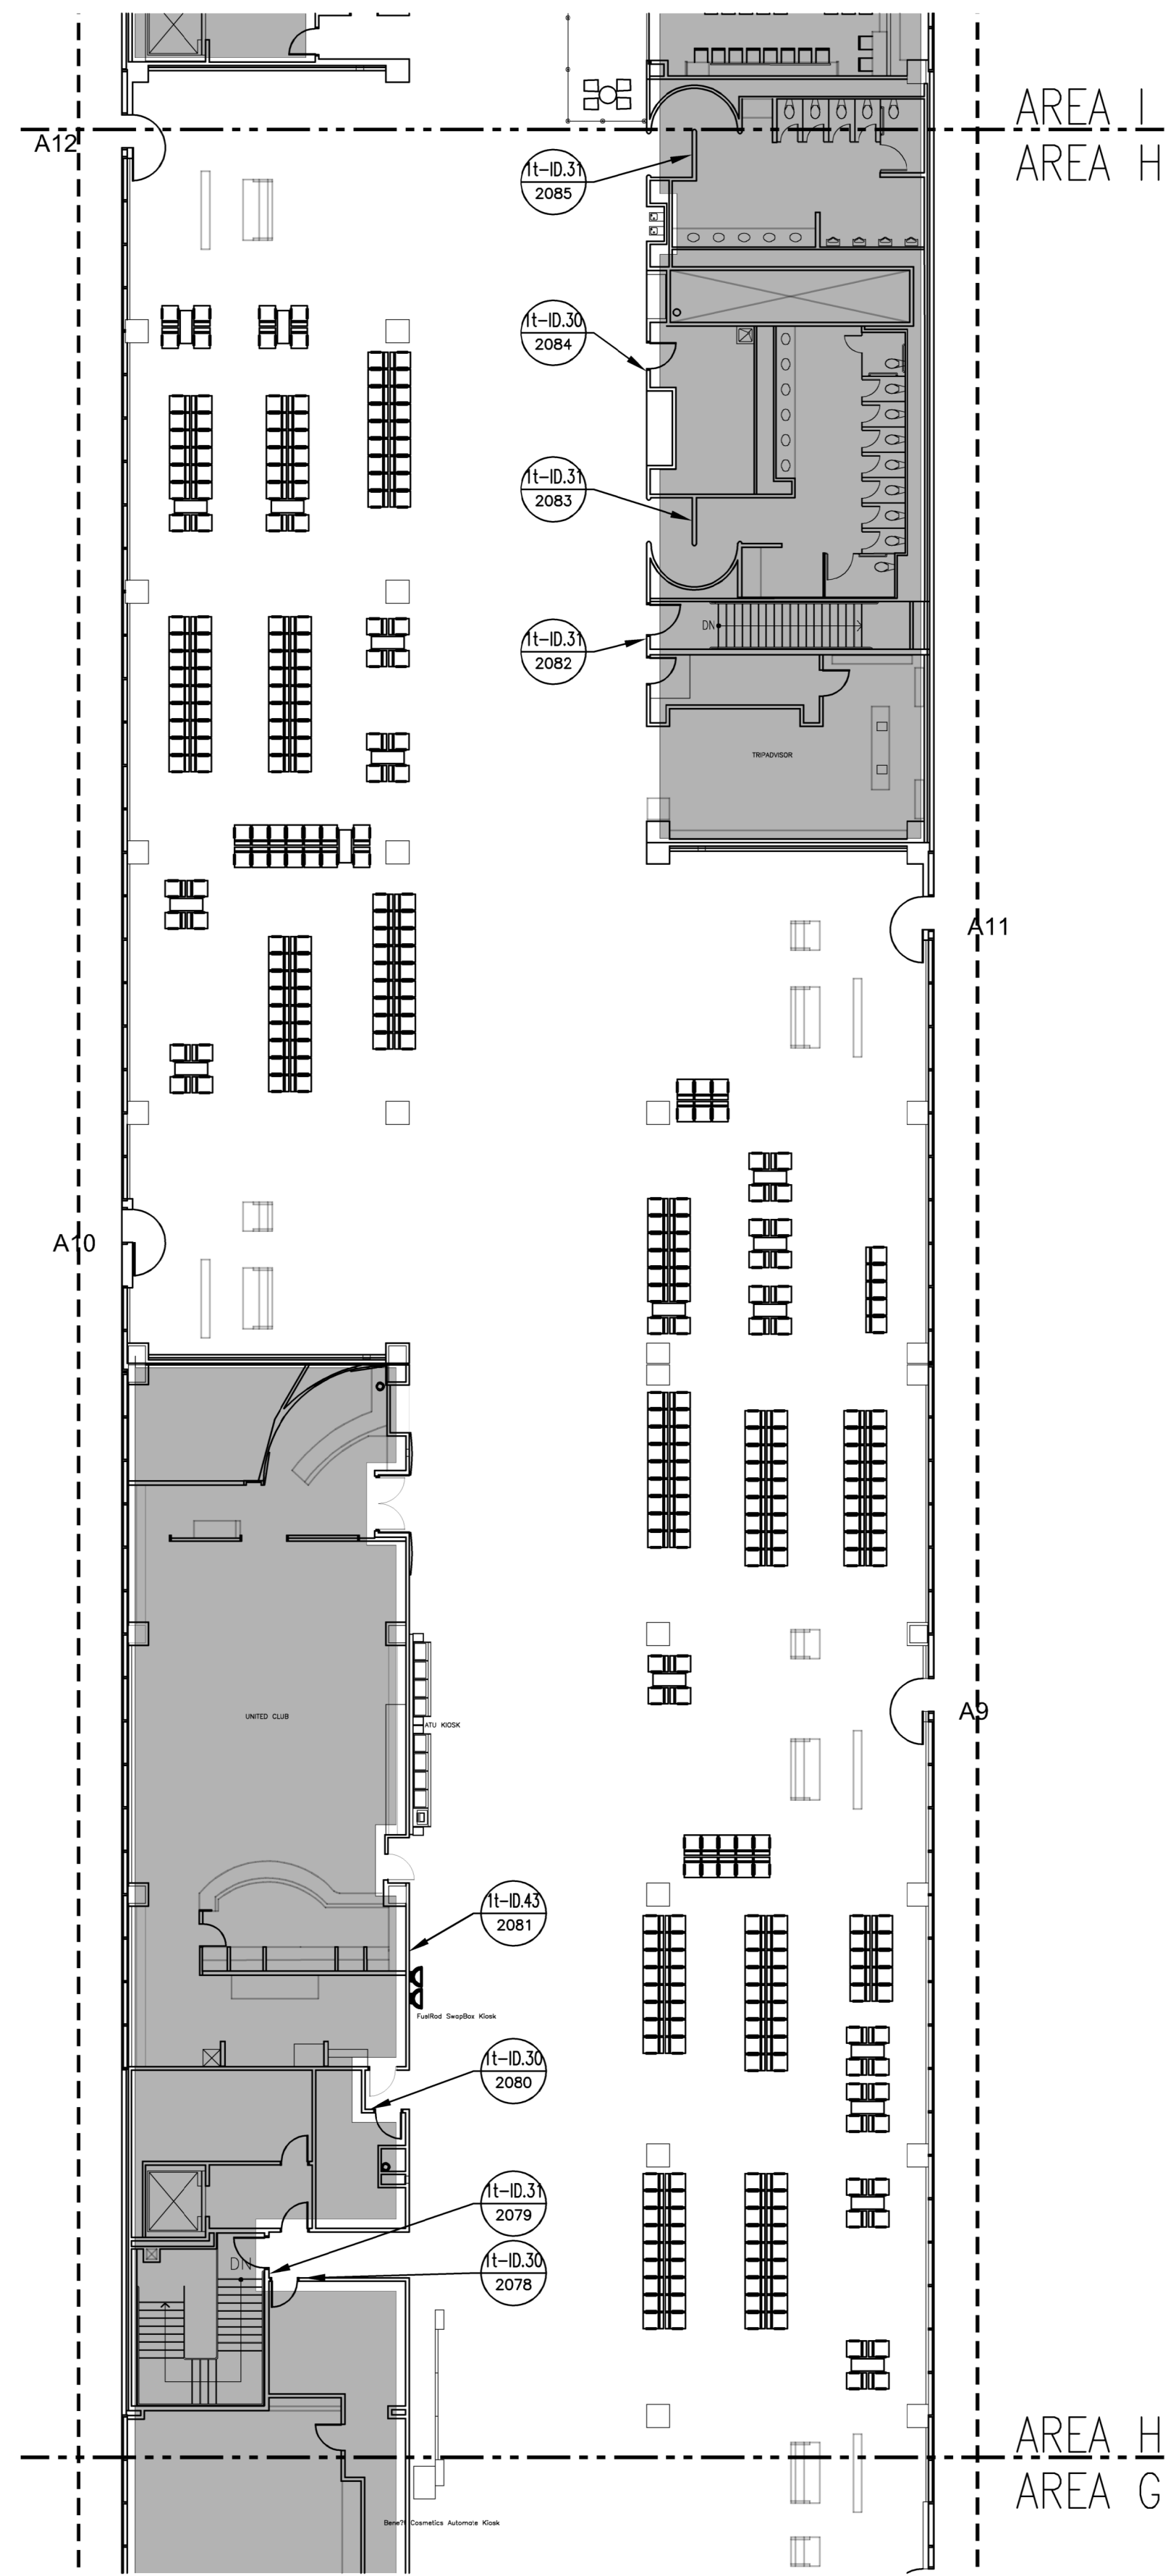 AREA I
A12
AREA H
1t-ID.31
2085
1t-ID.30
2084
1t-ID.31
2083
1t-ID.31
2082
DN
TRIPADVISOR
A11
A10
UNITED CLUB
ATU KIOSK
A9
1t-ID.43
2081
FuelRod SwapBox Kiosk
1t-ID.30
2080
1t-ID.31
2079
DN
1t-ID.30
2078
AREA H
AREA G
Bene?t Cosmetics Automate Kiosk